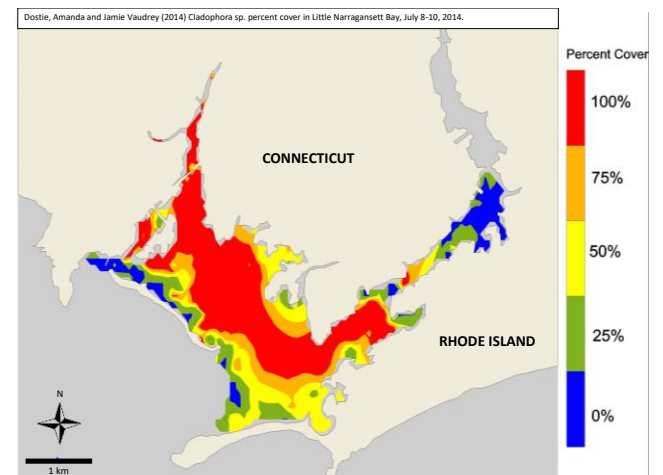 Dostie, Amanda and Jamie Vaudrey (2014) Cladophora sp. percent cover in Little Narragansett Bay, July 8-10, 2014.
Percent Cover
100%
CONNECTICUT
75%
50%
25%
RHODE ISLAND
N
0%
1 km